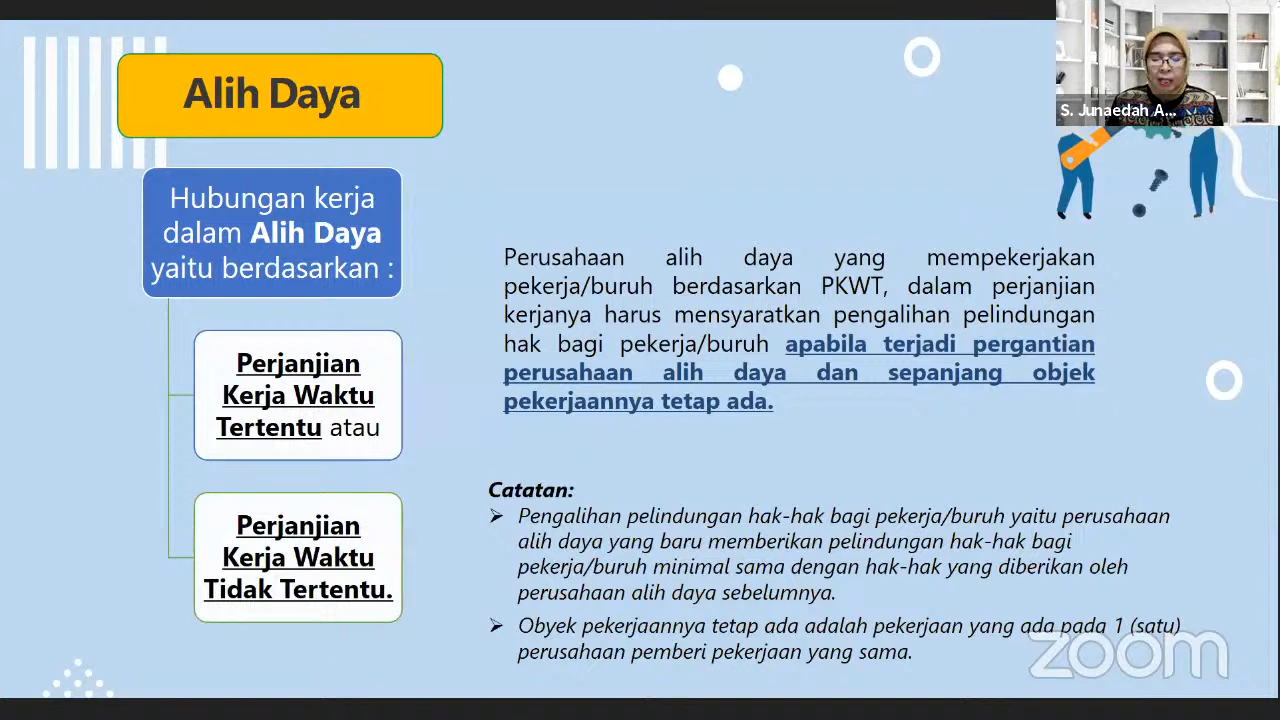 Alih Daya
S. Junaedah A...
Hubungan kerja
dalam Alih Daya
yaitu berdasarkan :
Perjanjian
Kerja Waktu
Tertentu atau
Perjanjian
Kerja Waktu
Tidak Tertentu.
Perusahaan alih daya yang mempekerjakan
pekerja/buruh berdasarkan PKWT, dalam perjanjian
kerjanya harus mensyaratkan pengalihan pelindungan
hak bagi pekerja/buruh apabila terjadi pergantian
perusahaan alih daya dan sepanjang objek
pekerjaannya tetap ada.
Catatan:
➢ Pengalihan pelindungan hak-hak bagi pekerja/buruh yaitu perusahaan
alih daya yang baru memberikan pelindungan hak-hak bagi
pekerja/buruh minimal sama dengan hak-hak yang diberikan oleh
perusahaan alih daya sebelumnya.
➢ Obyek pekerjaannya tetap ada adalah pekerjaan yang ada pada 1 (satu)
perusahaan pemberi pekerjaan yang sama.
zoom